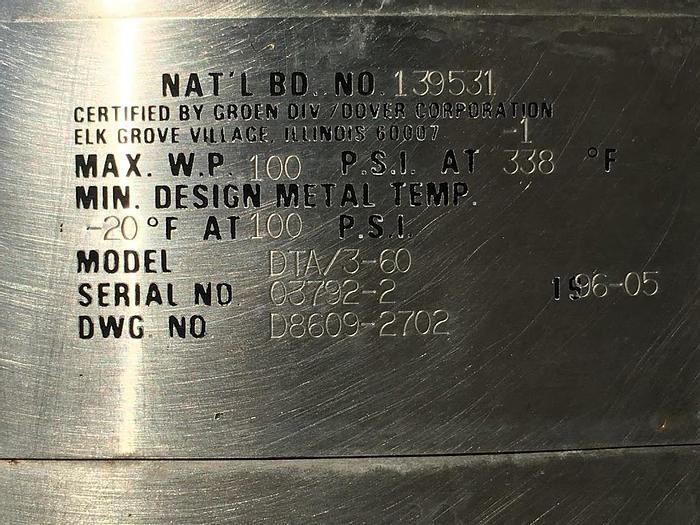 NAT'L BD. NO. 139531
CERTIFIED BY GROEN DIV / DOVER CORPORATION
ELK GROVE VILLAGE, ILLINOIS 60007 -1
MAX. W.P. 100 P.S.I. AT 338 °F
MIN. DESIGN METAL TEMP.
-20 °F AT 100 P.S.I.
MODEL DTA/3-60
SERIAL NO. 03792-2 1996-05
DWG. NO. D8609-2702